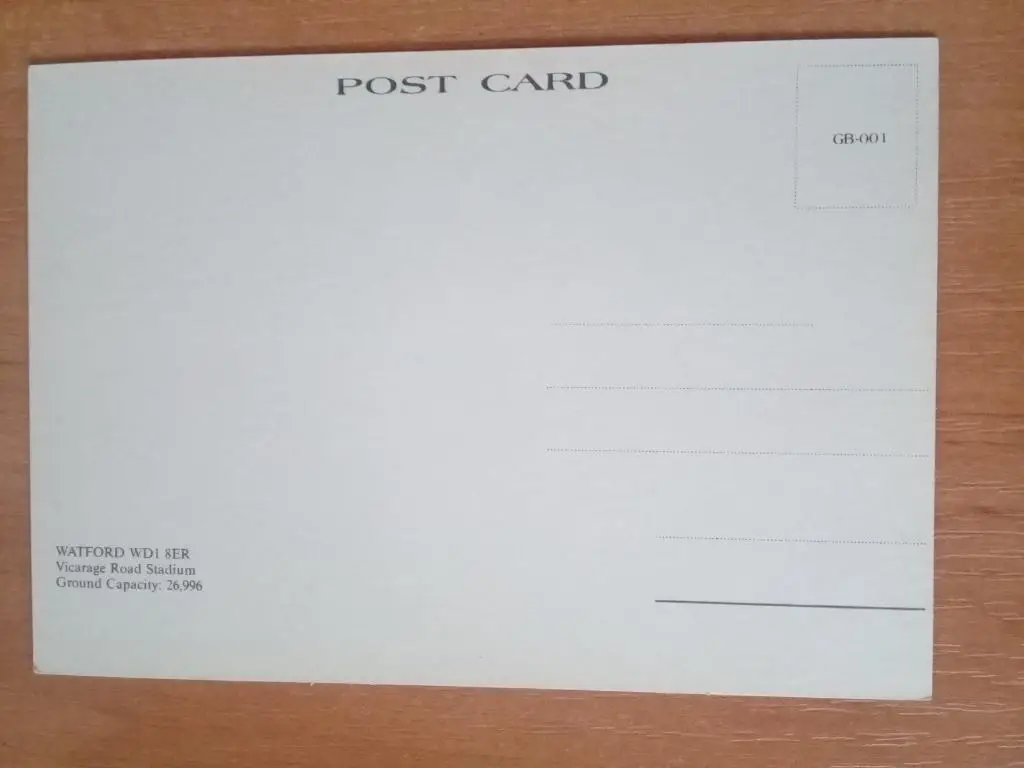 POST CARD
GB-001
WATFORD WD1 8ER
Vicarage Road Stadium
Ground Capacity: 26,996